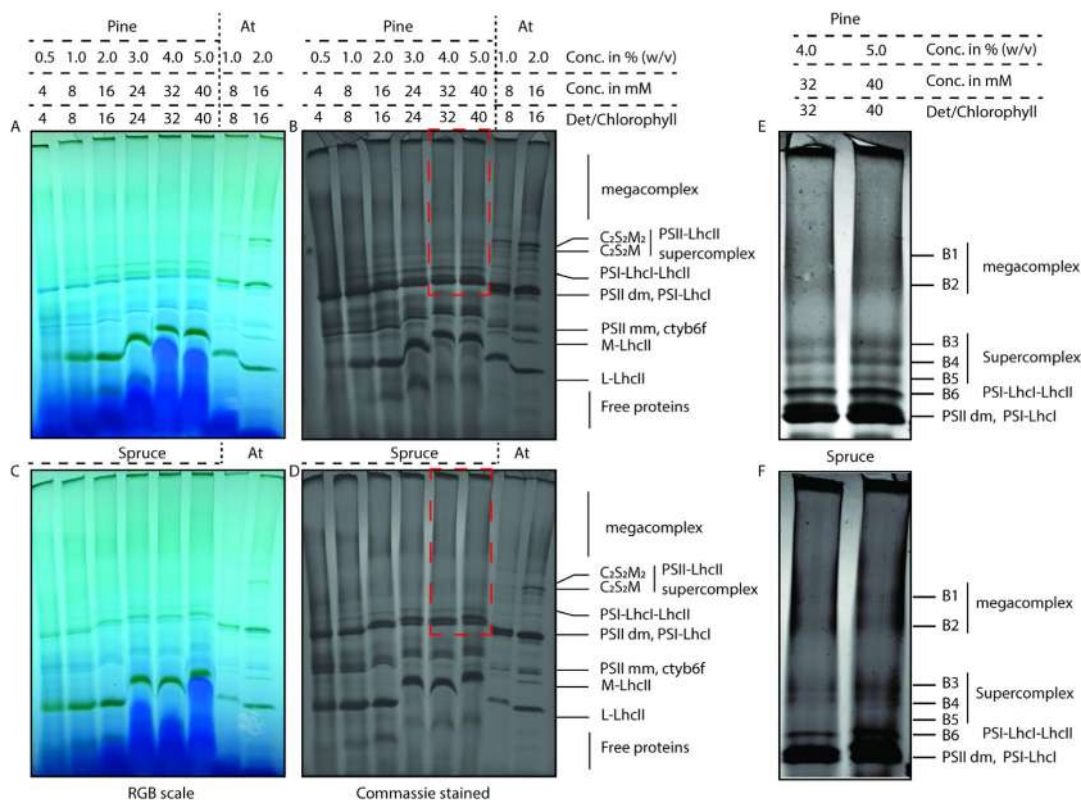 Pine At Pine At Pine
0.5 1.0 2.0 3.0 4.0 5.0 1.0 2.0 0.5 1.0 2.0 3.0 4.0 5.0 1.0 2.0 Conc. in % (w/v) 4.0 5.0 Conc. in % (w/v)
4 8 16 24 32 40 8 16 4 8 16 24 32 40 8 16 Conc. in mM 32 40 Conc. in mM
4 8 16 24 32 40 8 16 4 8 16 24 32 40 8 16 Det/Chlorophyll 32 40 Det/Chlorophyll
A B E
megacomplex
C₂S₂M₂ PSII-LhcII
C₂S₂M supercomplex
PSI-LhcI-LhcII
PSII dm, PSI-LhcI
PSII mm, ctyb6f
M-LhcII
L-LhcII
Free proteins
B1
B2 megacomplex
B3
B4 Supercomplex
B5
B6 PSI-LhcI-LhcII
PSII dm, PSI-LhcI
Spruce At Spruce At Spruce
C D F
megacomplex
C₂S₂M₂ PSII-LhcII
C₂S₂M supercomplex
PSI-LhcI-LhcII
PSII dm, PSI-LhcI
PSII mm, ctyb6f
M-LhcII
L-LhcII
Free proteins
B1
B2 megacomplex
B3
B4 Supercomplex
B5
B6 PSI-LhcI-LhcII
PSII dm, PSI-LhcI
RGB scale Commassie stained